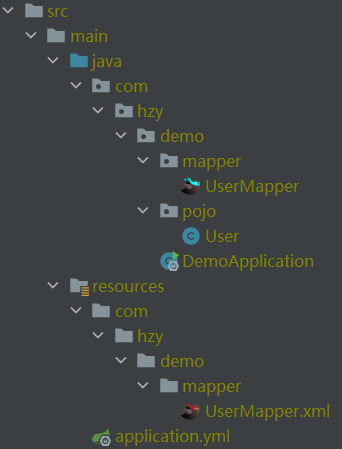 src
main
java
com
hzy
demo
mapper
UserMapper
pojo
User
DemoApplication
resources
com
hzy
demo
mapper
UserMapper.xml
application.yml